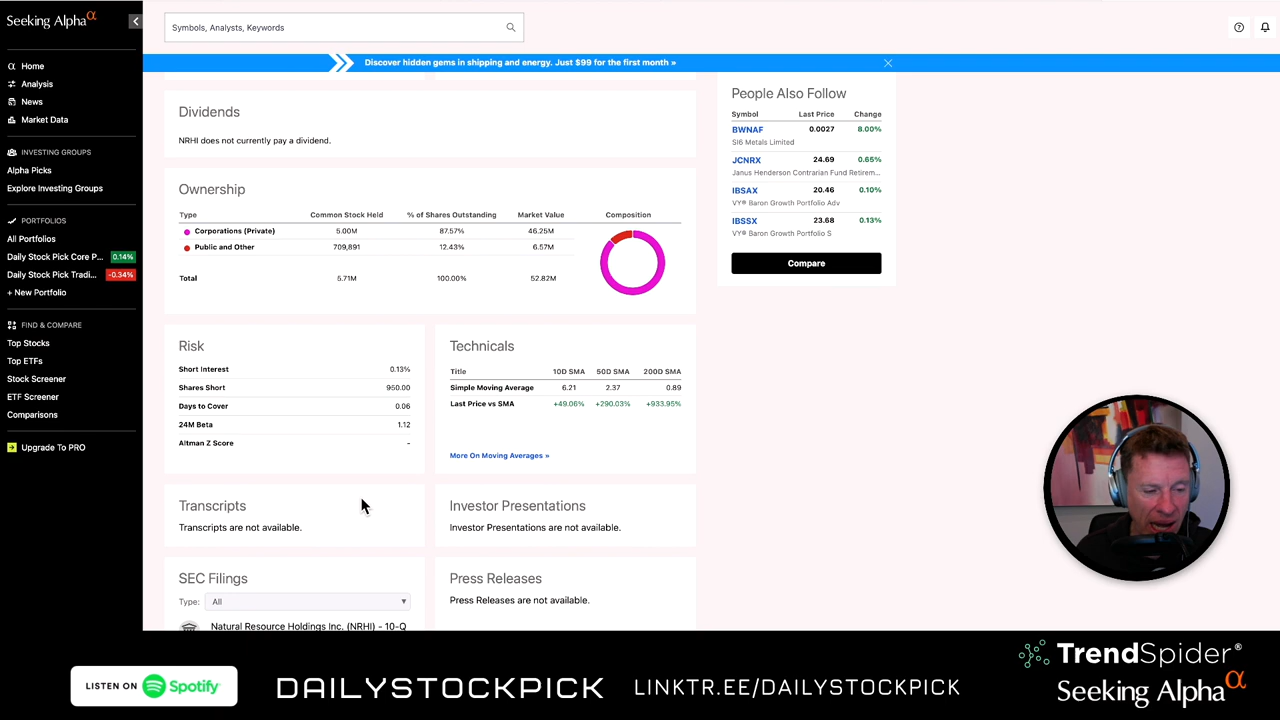 Seeking Alpha α
Symbols, Analysts, Keywords
Discover hidden gems in shipping and energy. Just $99 for the first month »
Home
Analysis
News
Market Data
INVESTING GROUPS
Alpha Picks
Explore Investing Groups
PORTFOLIOS
All Portfolios
Daily Stock Pick Core P... 0.14%
Daily Stock Pick Tradi... -0.34%
+ New Portfolio
FIND & COMPARE
Top Stocks
Top ETFs
Stock Screener
ETF Screener
Comparisons
Upgrade To PRO
Dividends
NRHI does not currently pay a dividend.
Ownership
Type Common Stock Held % of Shares Outstanding Market Value Composition
Corporations (Private) 5.00M 87.57% 46.25M
Public and Other 709,891 12.43% 6.57M
Total 5.71M 100.00% 52.82M
Risk
Short Interest 0.13%
Shares Short 950.00
Days to Cover 0.06
24M Beta 1.12
Altman Z Score -
Technicals
Title 10D SMA 50D SMA 200D SMA
Simple Moving Average 6.21 2.37 0.89
Last Price vs SMA +49.06% +290.03% +933.95%
More On Moving Averages »
Transcripts
Transcripts are not available.
Investor Presentations
Investor Presentations are not available.
SEC Filings
Type: All
Natural Resource Holdings Inc. (NRHI) - 10-Q
Press Releases
Press Releases are not available.
People Also Follow
Symbol Last Price Change
BWNAF 0.0027 8.00%
SI6 Metals Limited
JCNRX 24.69 0.65%
Janus Henderson Contrarian Fund Retirem...
IBSAX 20.46 0.10%
VY® Baron Growth Portfolio Adv
IBSSX 23.68 0.13%
VY® Baron Growth Portfolio S
Compare
LISTEN ON Spotify
DAILYSTOCKPICK
LINKTR.EE/DAILYSTOCKPICK
TrendSpider®
Seeking Alpha α